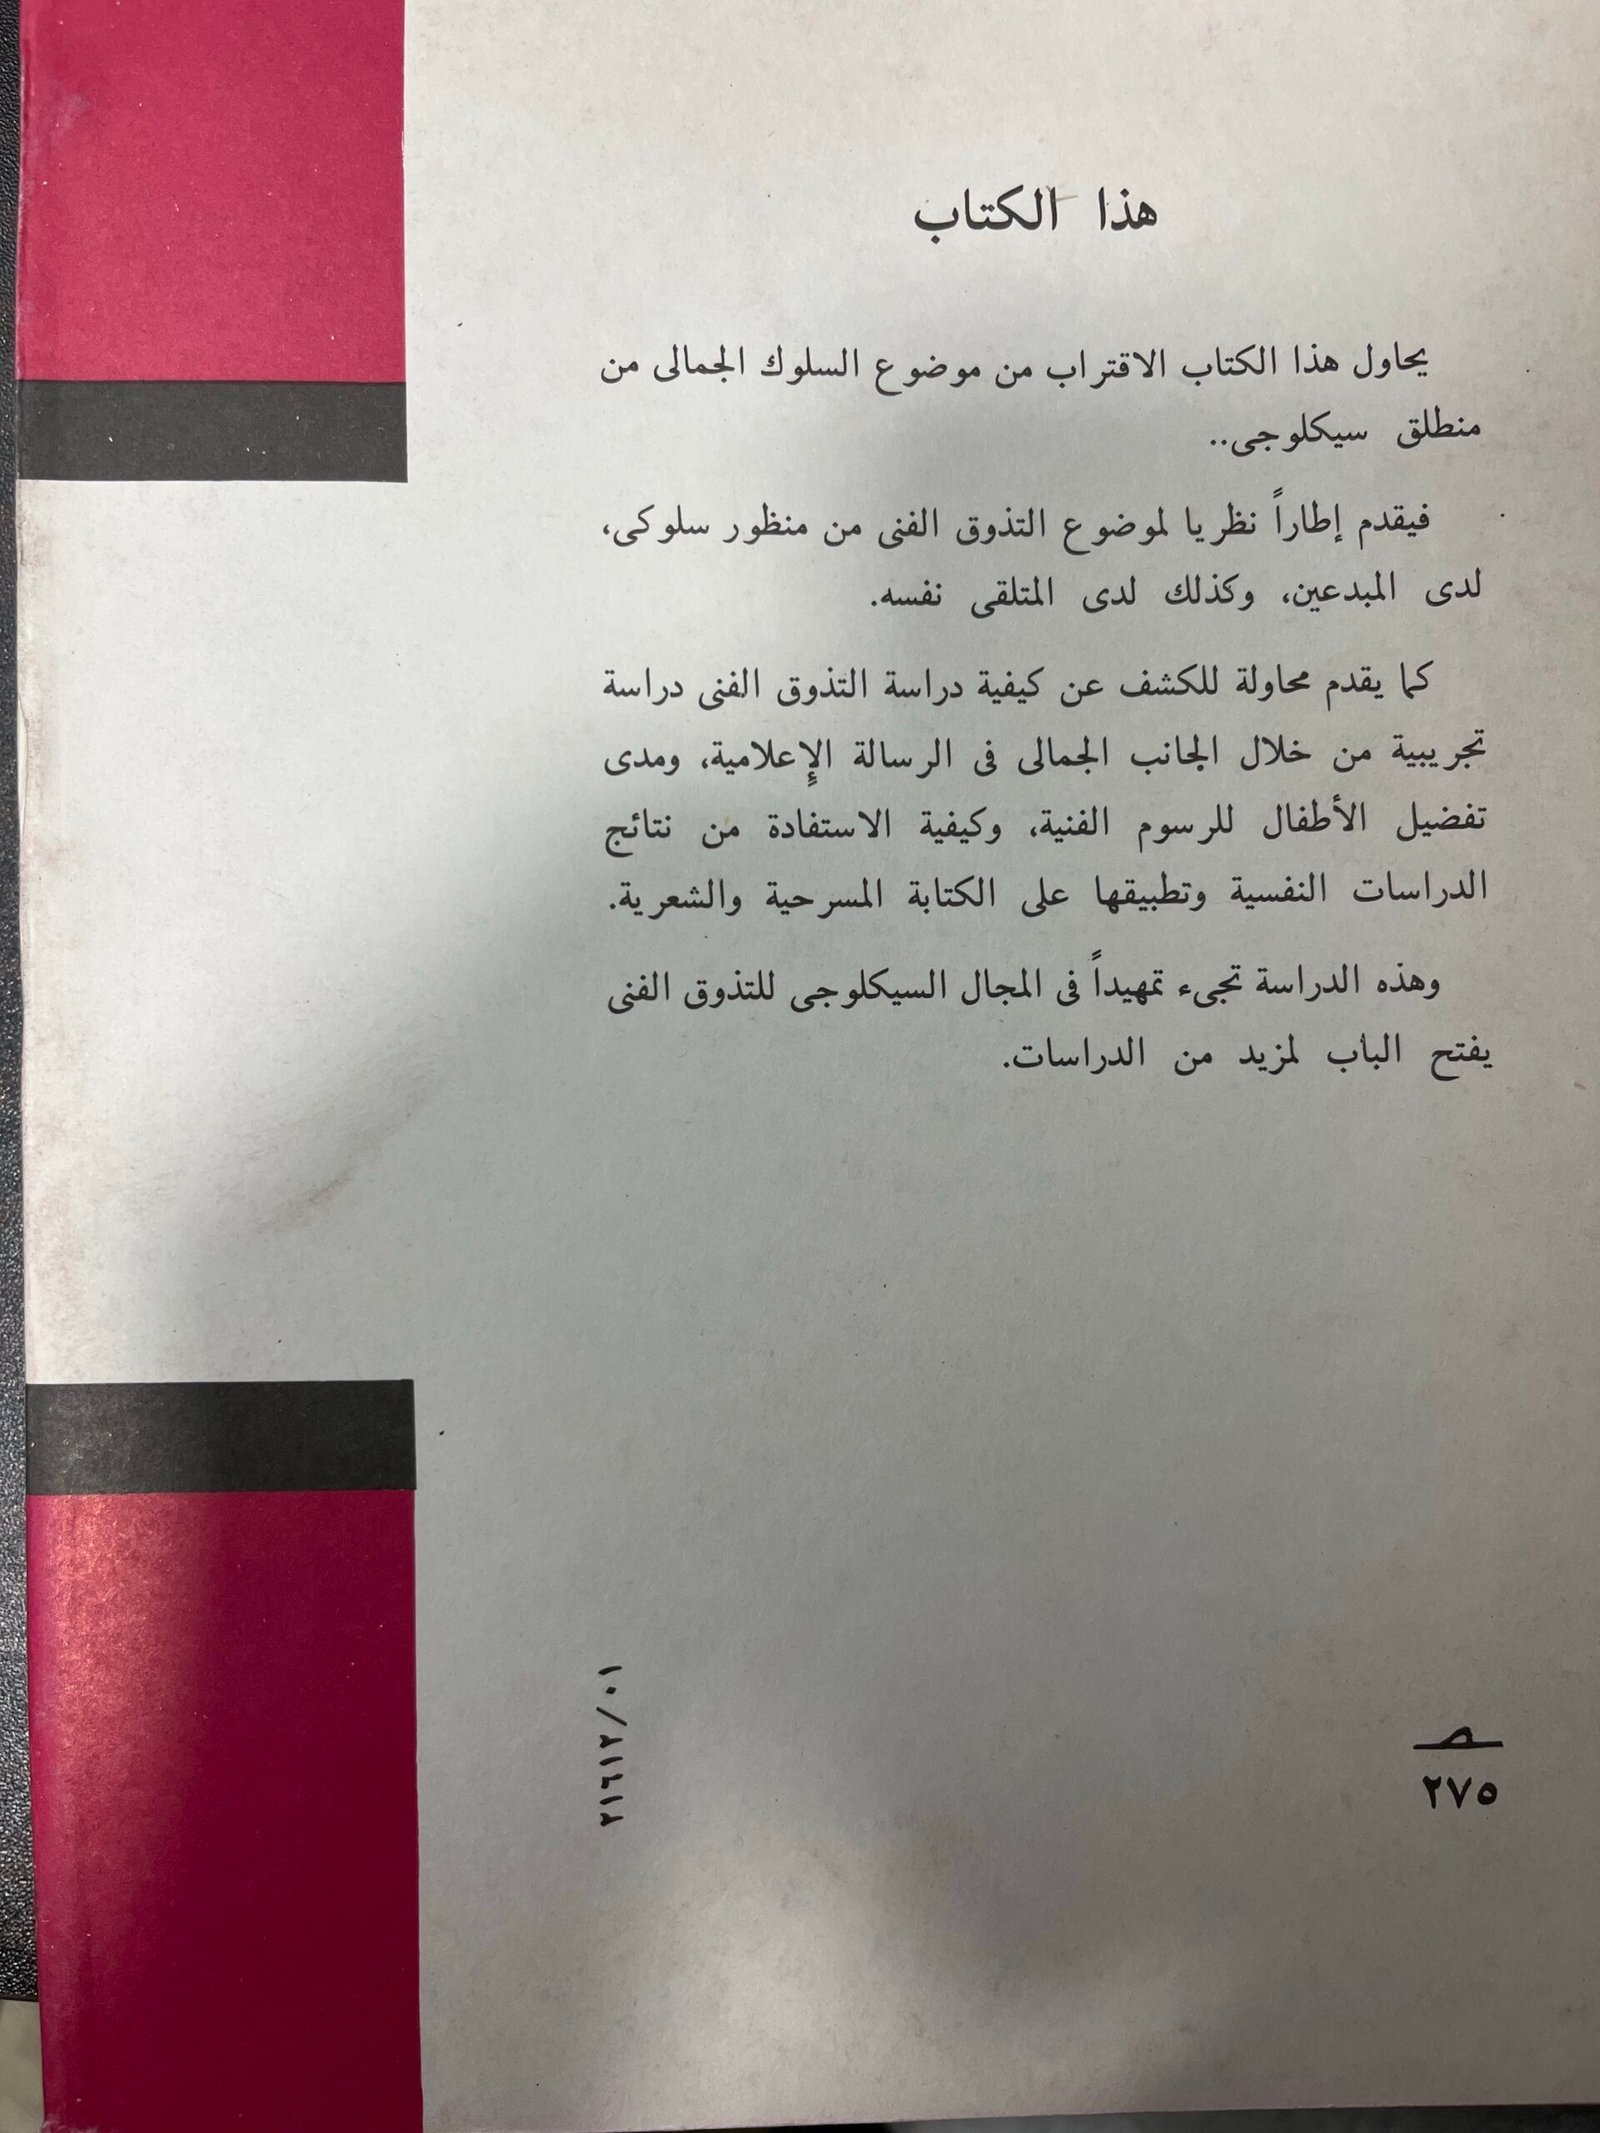 هذا الكتاب
يحاول هذا الكتاب الاقتراب من موضوع السلوك الجمالى من
منطلق سيكلوجى..
فيقدم إطاراً نظريا لموضوع التذوق الفنى من منظور سلوكى،
لدى المبدعين، وكذلك لدى المتلقى نفسه.
كما يقدم محاولة للكشف عن كيفية دراسة التذوق الفنى دراسة
تجريبية من خلال الجانب الجمالى فى الرسالة الإعلامية، ومدى
تفضيل الأطفال للرسوم الفنية، وكيفية الاستفادة من نتائج
الدراسات النفسية وتطبيقها على الكتابة المسرحية والشعرية.
وهذه الدراسة تجىء تمهيداً فى المجال السيكلوجى للتذوق الفنى
يفتح الباب لمزيد من الدراسات.
٢١٦١٢/٠١
٢٧٥